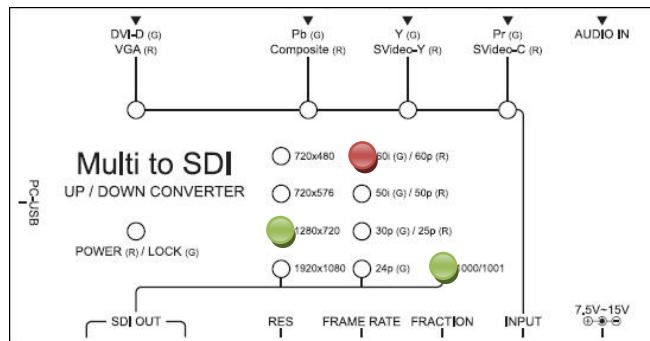 DVI-D (G) Pb (G) Y (G) Pr (G) AUDIO IN
VGA (R) Composite (R) SVideo-Y (R) SVideo-C (R)
Multi to SDI
UP / DOWN CONVERTER
PC-USB
POWER (R) / LOCK (G)
720x480 60i (G) / 60p (R)
720x576 50i (G) / 50p (R)
1280x720 30p (G) / 25p (R)
1920x1080 24p (G) 1000/1001
7.5V~15V
SDI OUT RES FRAME RATE FRACTION INPUT